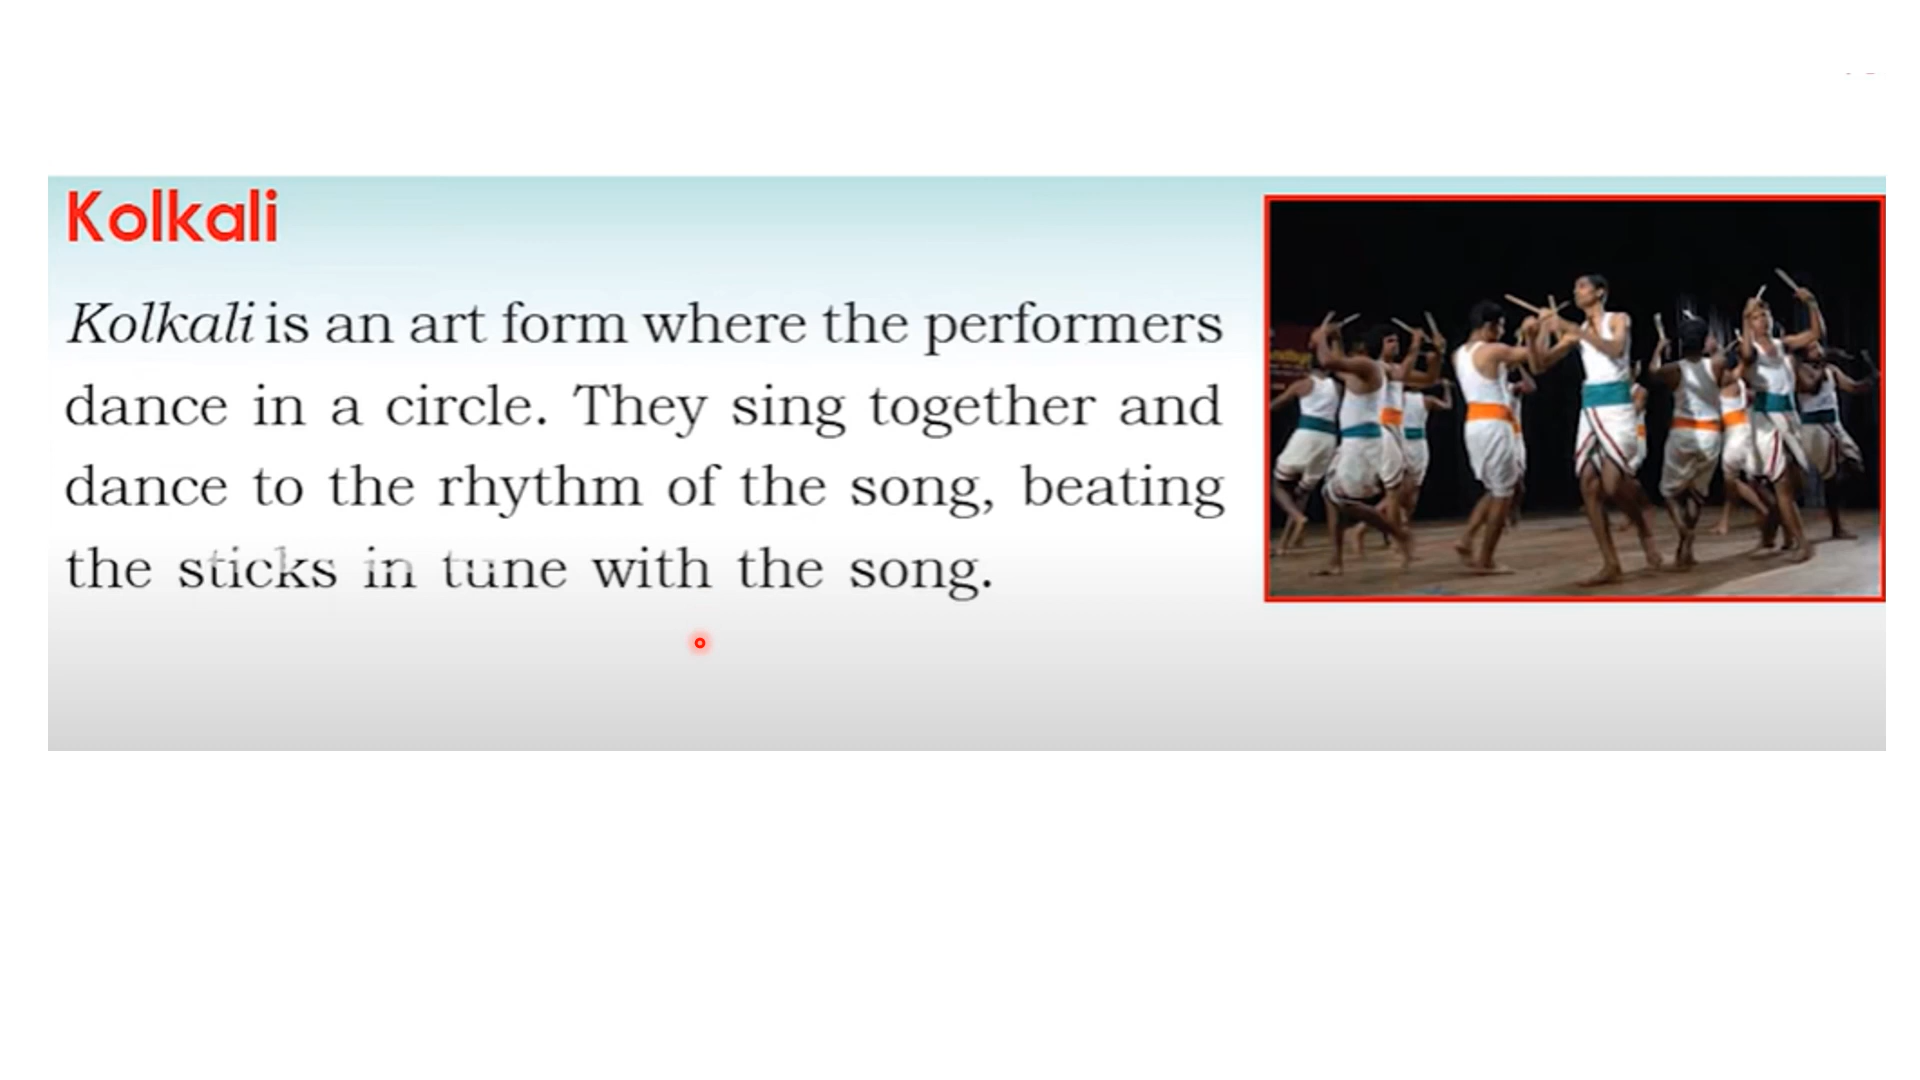 Kolkali
Kolkali is an art form where the performers
dance in a circle. They sing together and
dance to the rhythm of the song, beating
the sticks in tune with the song.